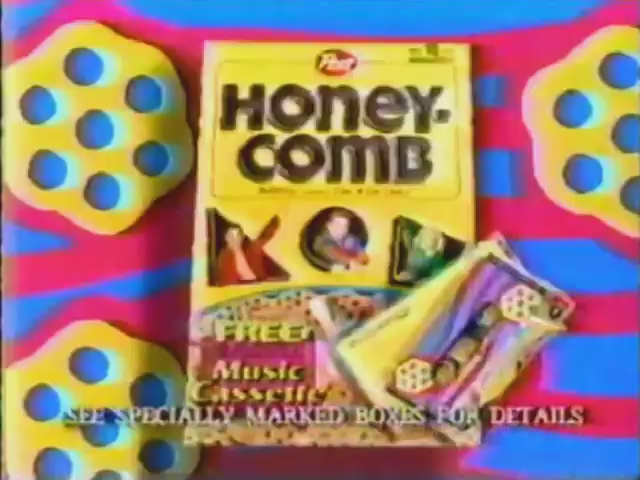 Post
HONEY-
COMB
FREE
Music
Cassette
SEE SPECIALLY MARKED BOXES FOR DETAILS